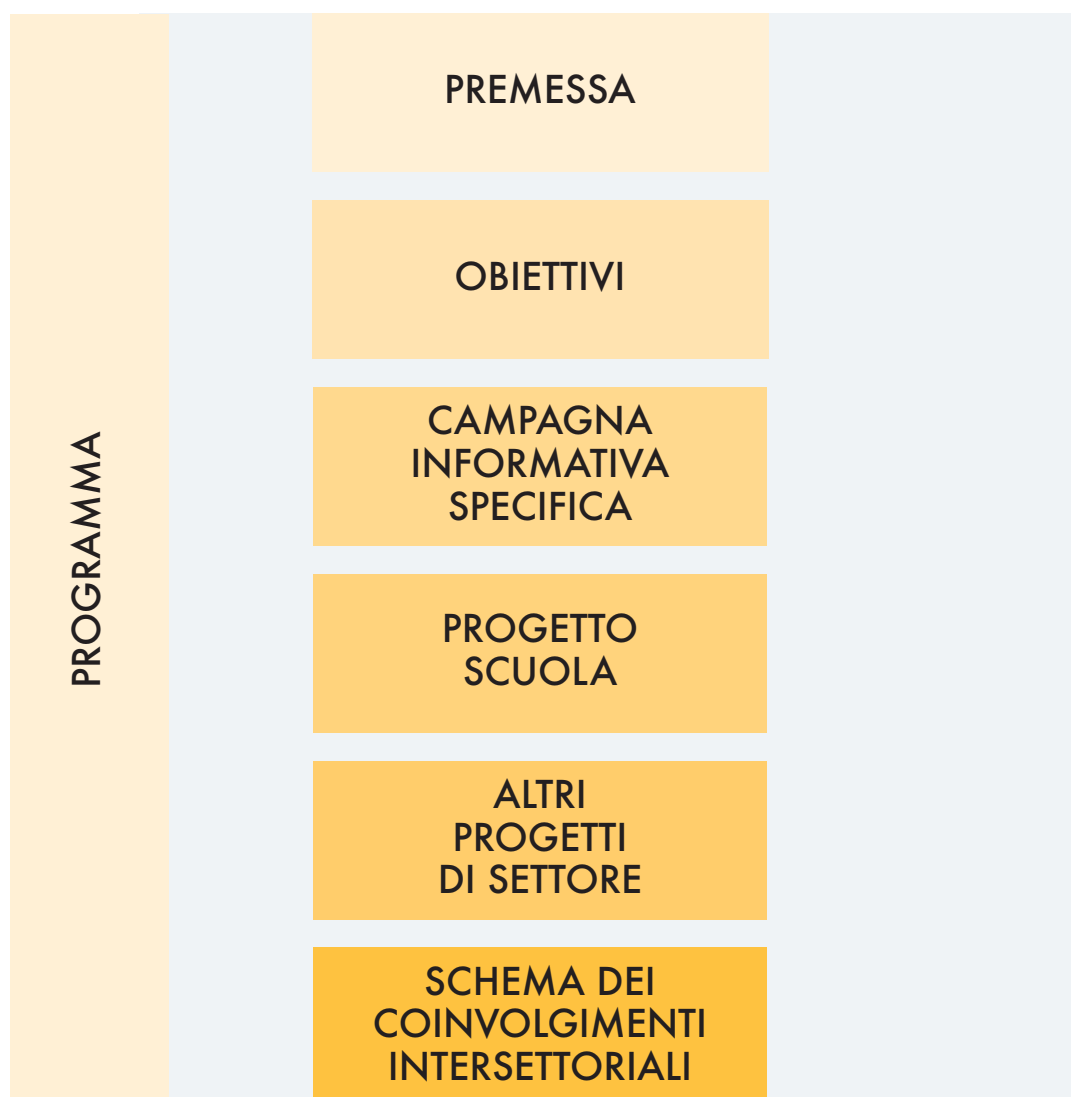 PROGRAMMA
PREMESSA
OBIETTIVI
CAMPAGNA
INFORMATIVA
SPECIFICA
PROGETTO
SCUOLA
ALTRI
PROGETTI
DI SETTORE
SCHEMA DEI
COINVOLGIMENTI
INTERSETTORIALI